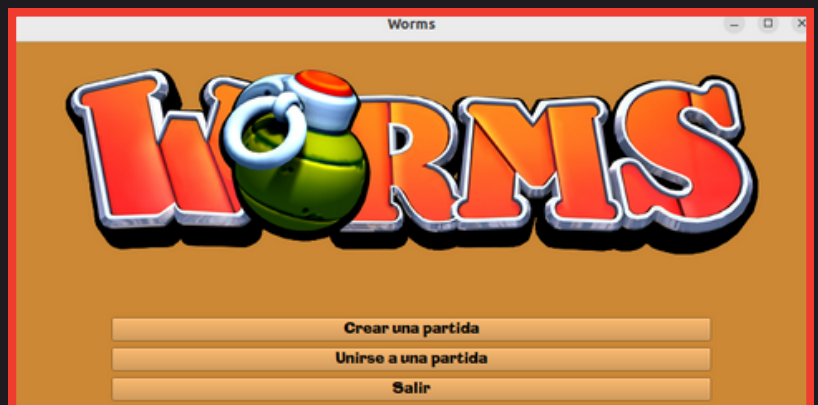 Worms
WORMS
Crear una partida
Unirse a una partida
Salir